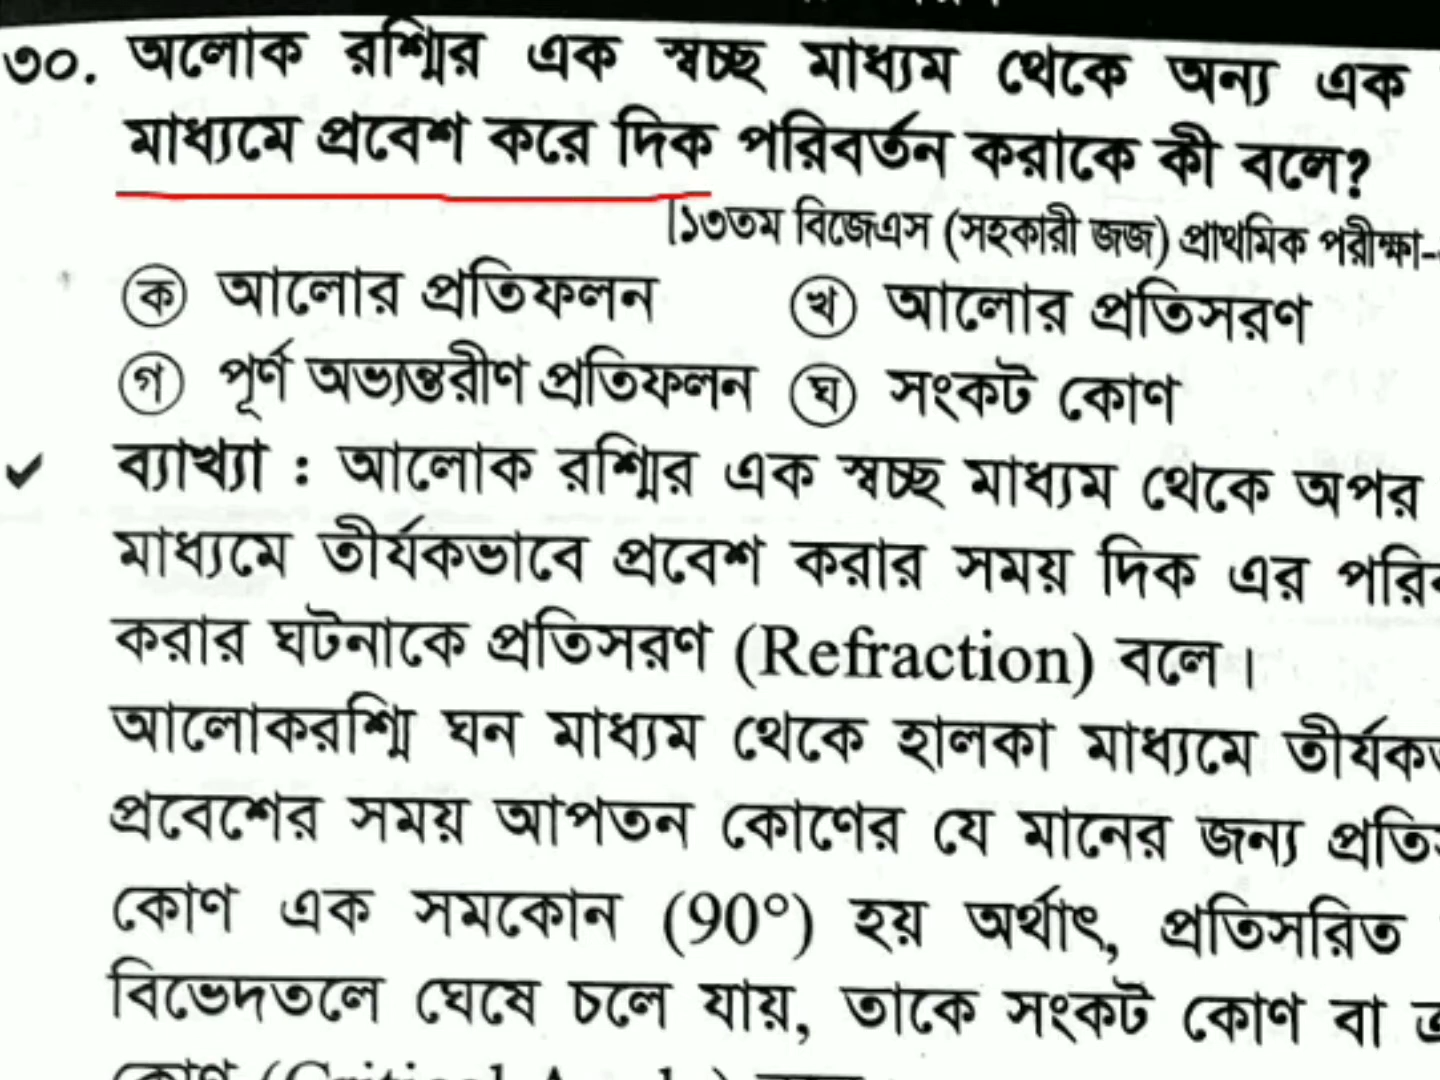 ৩০. অলোক রশ্মির এক স্বচ্ছ মাধ্যম থেকে অন্য এক
মাধ্যমে প্রবেশ করে দিক পরিবর্তন করাকে কী বলে?
[১৩তম বিজেএস (সহকারী জজ) প্রাথমিক পরীক্ষা-
ক আলোর প্রতিফলন খ আলোর প্রতিসরণ
গ পূর্ণ অভ্যন্তরীণ প্রতিফলন ঘ সংকট কোণ
ব্যাখ্যা : আলোক রশ্মির এক স্বচ্ছ মাধ্যম থেকে অপর
মাধ্যমে তীর্যকভাবে প্রবেশ করার সময় দিক এর
করার ঘটনাকে প্রতিসরণ (Refraction) বলে।
আলোকরশ্মি ঘন মাধ্যম থেকে হালকা মাধ্যমে
প্রবেশের সময় আপতন কোণের যে মানের জন্য
কোণ এক সমকোন (90°) হয় অর্থাৎ, প্রতিসরিত
বিভেদতলে ঘেষে চলে যায়, তাকে সংকট কোণ বা